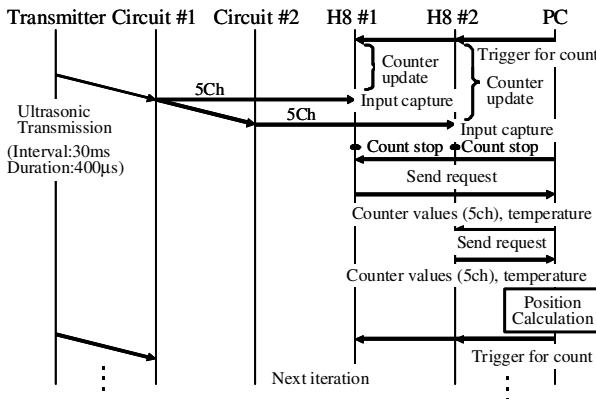 Transmitter Circuit #1 Circuit #2 H8 #1 H8 #2 PC
Trigger for count
Counter
update
Counter
update
5Ch
Input capture
Ultrasonic
Transmission
(Interval:30ms
Duration:400μs)
5Ch
Input capture
Count stop Count stop
Send request
Counter values (5ch), temperature
Send request
Counter values (5ch), temperature
Position
Calculation
Trigger for count
Next iteration